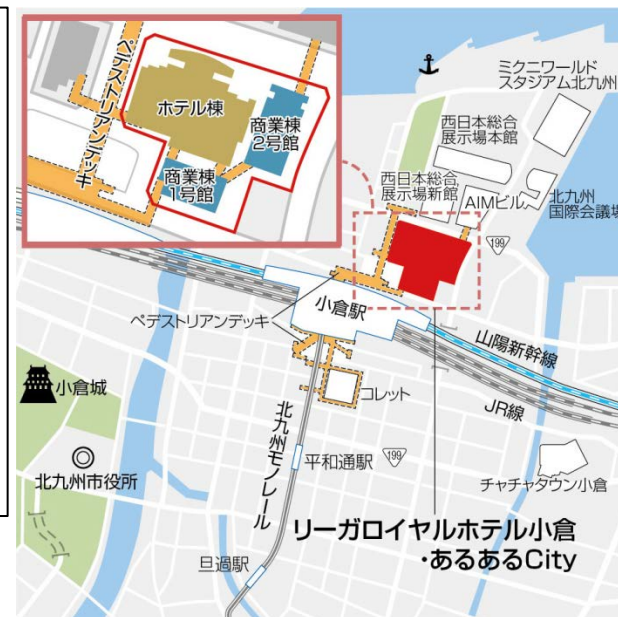 ペデストリアンデッキ
ホテル棟
商業棟
2号館
商業棟
1号館
ミクニワールド
スタジアム北九州
西日本総合
展示場本館
西日本総合
展示場新館
AIMビル
北九州
国際会議場
199
小倉駅
ペデストリアンデッキ
山陽新幹線
JR線
小倉城
コレット
北九州モノレール
北九州市役所
平和通駅
199
チャチャタウン小倉
リーガロイヤルホテル小倉
・あるあるCity
旦過駅